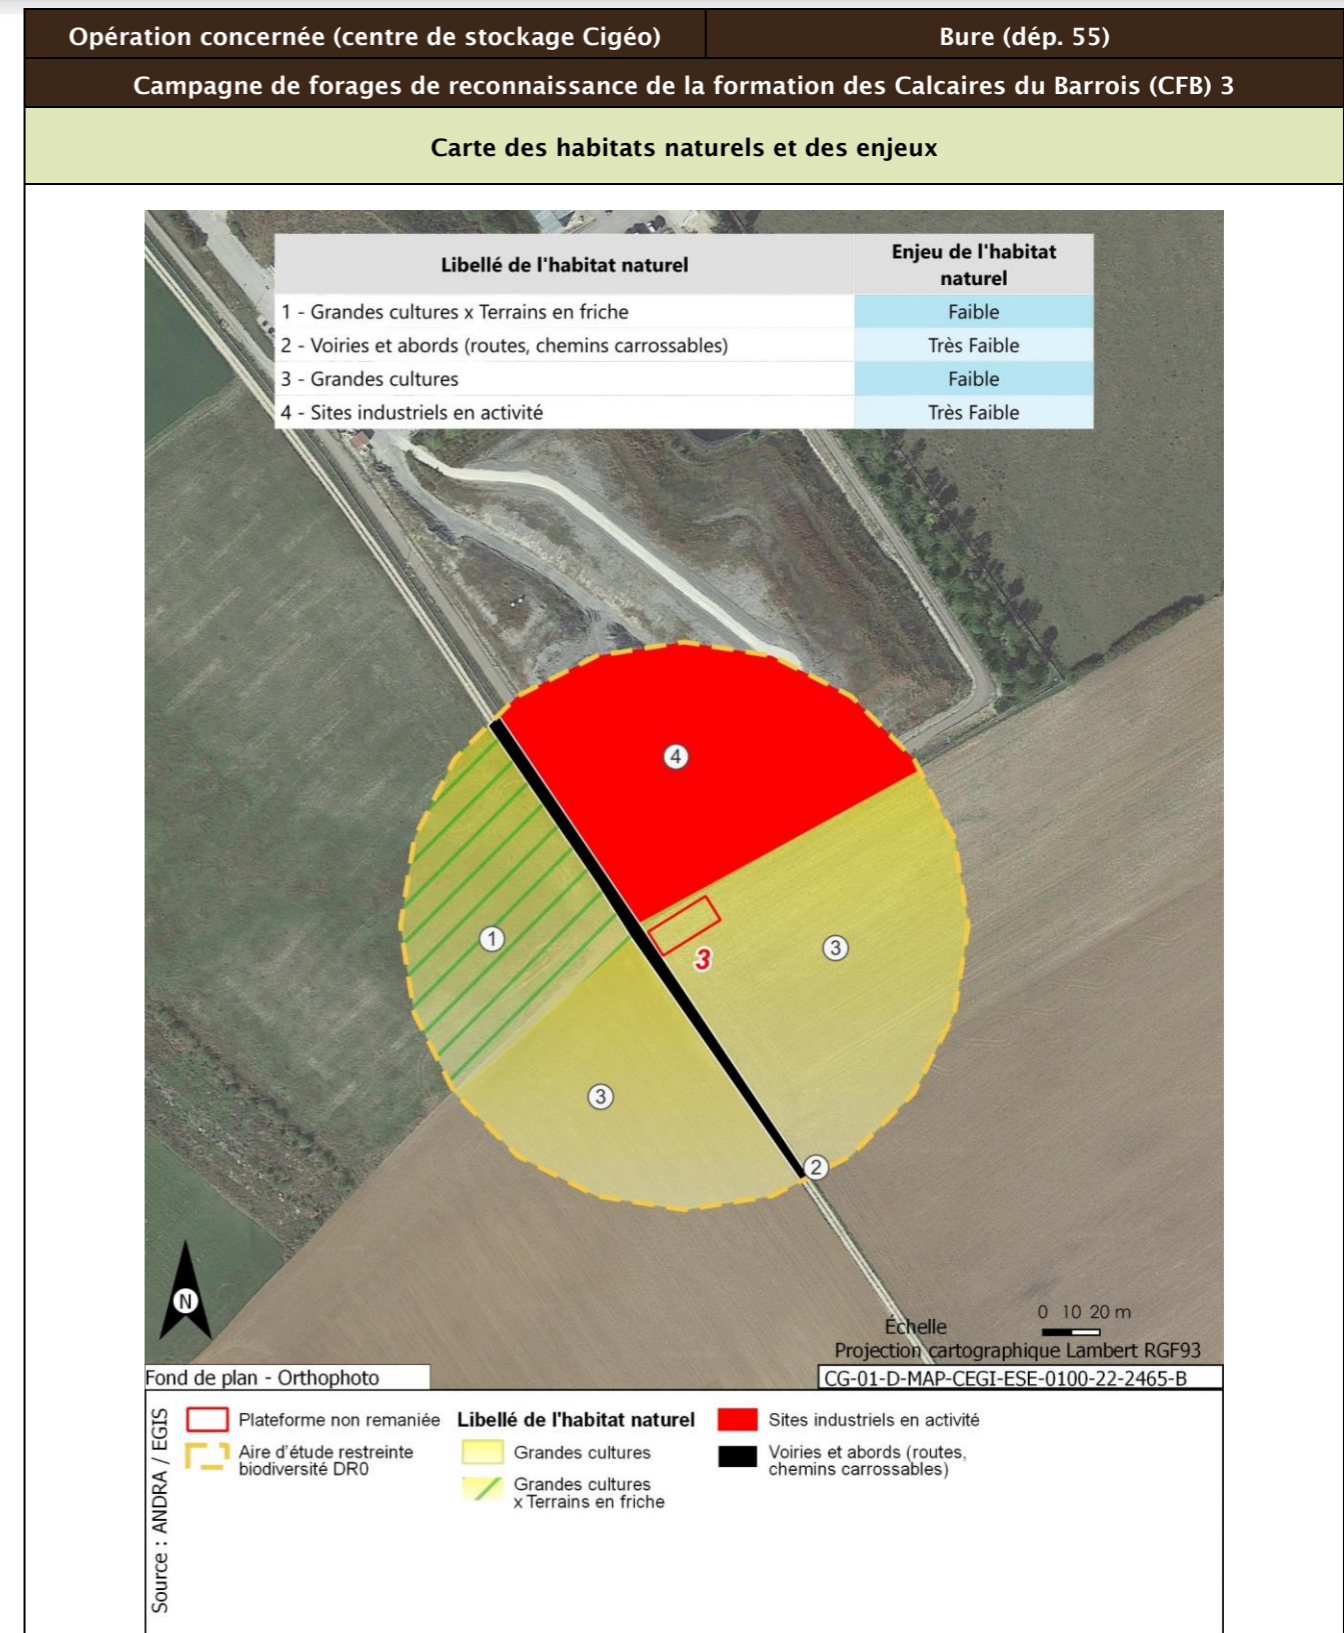 Opération concernée (centre de stockage Cigéo) Bure (dép. 55)
Campagne de forages de reconnaissance de la formation des Calcaires du Barrois (CFB) 3
Carte des habitats naturels et des enjeux
Libellé de l'habitat naturel Enjeu de l'habitat naturel
1 - Grandes cultures x Terrains en friche Faible
2 - Voiries et abords (routes, chemins carrossables) Très Faible
3 - Grandes cultures Faible
4 - Sites industriels en activité Très Faible
4
1
3
3
3
2
N
0 10 20 m
Échelle
Projection cartographique Lambert RGF93
Fond de plan - Orthophoto
CG-01-D-MAP-CEGI-ESE-0100-22-2465-B
Source : ANDRA / EGIS
Plateforme non remaniée
Aire d'étude restreinte
biodiversité DR0
Libellé de l'habitat naturel
Grandes cultures
Grandes cultures
x Terrains en friche
Sites industriels en activité
Voiries et abords (routes,
chemins carrossables)